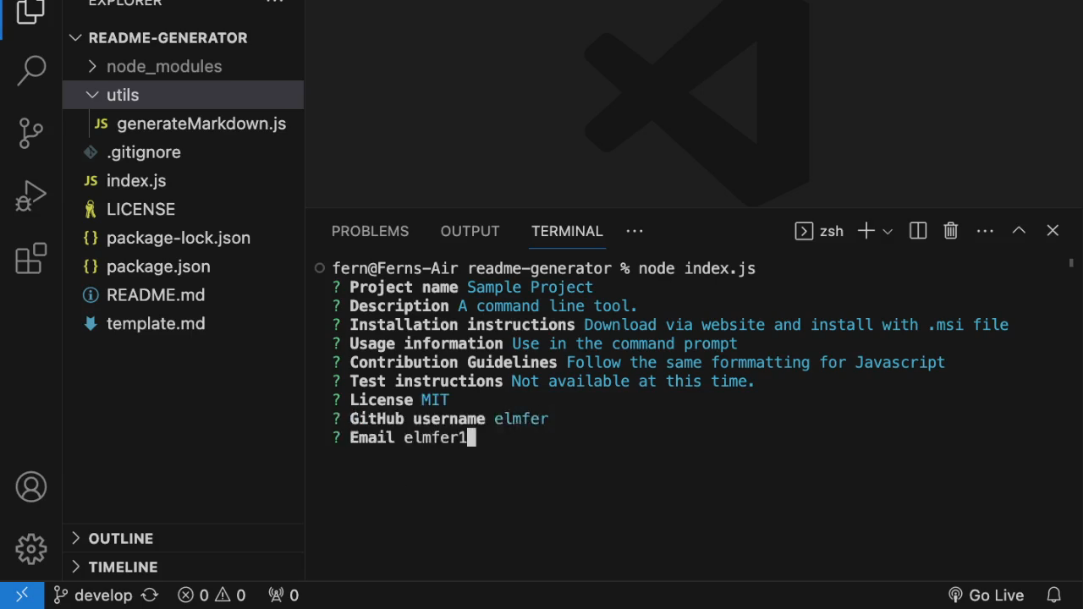 EXPLORER
README-GENERATOR
node_modules
utils
JS generateMarkdown.js
.gitignore
JS index.js
LICENSE
{ } package-lock.json
{ } package.json
README.md
template.md
OUTLINE
TIMELINE
PROBLEMS OUTPUT TERMINAL ... zsh
fern@Ferns-Air readme-generator % node index.js
? Project name Sample Project
? Description A command line tool.
? Installation instructions Download via website and install with .msi file
? Usage information Use in the command prompt
? Contribution Guidelines Follow the same formmatting for Javascript
? Test instructions Not available at this time.
? License MIT
? GitHub username elmfer
? Email elmfer1
develop 0 0 0 Go Live